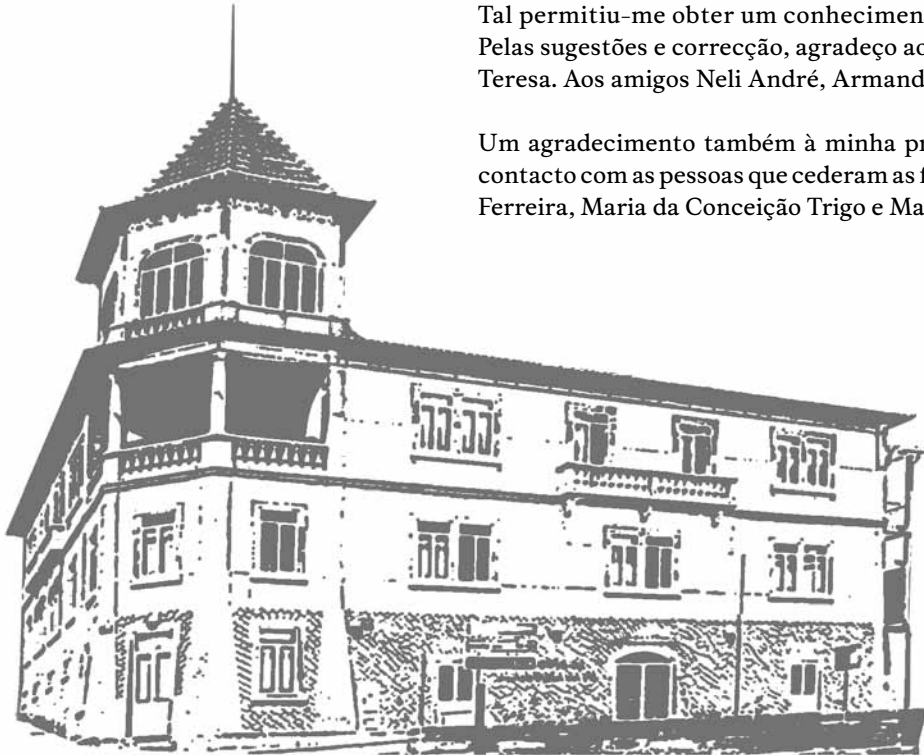 Tal permitiu-me obter um conhecimen
Pelas sugestões e correcção, agradeço ao
Teresa. Aos amigos Neli André, Armand
Um agradecimento também à minha pr
contacto com as pessoas que cederam as f
Ferreira, Maria da Conceição Trigo e Ma